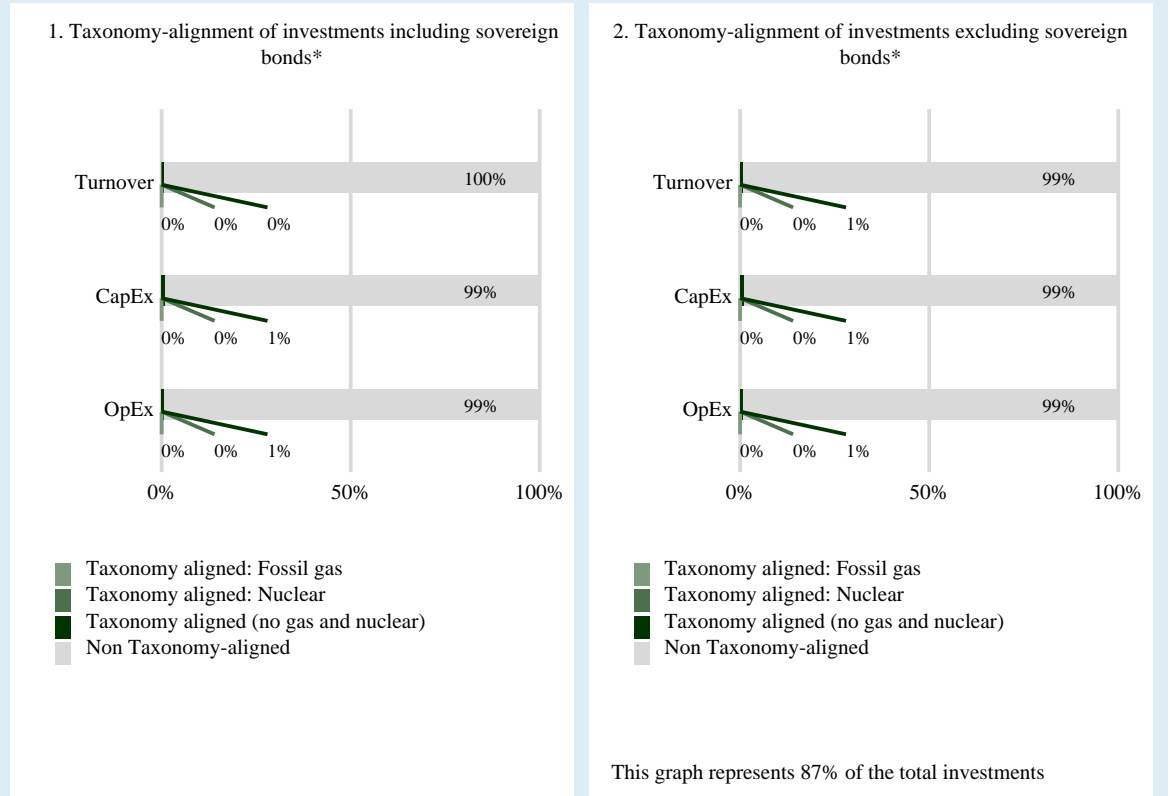 1. Taxonomy-alignment of investments including sovereign
bonds*
Turnover
100%
0% 0% 0%
CapEx
99%
0% 0% 1%
OpEx
99%
0% 0% 1%
0% 50% 100%
Taxonomy aligned: Fossil gas
Taxonomy aligned: Nuclear
Taxonomy aligned (no gas and nuclear)
Non Taxonomy-aligned
2. Taxonomy-alignment of investments excluding sovereign
bonds*
Turnover
99%
0% 0% 1%
CapEx
99%
0% 0% 1%
OpEx
99%
0% 0% 1%
0% 50% 100%
Taxonomy aligned: Fossil gas
Taxonomy aligned: Nuclear
Taxonomy aligned (no gas and nuclear)
Non Taxonomy-aligned
This graph represents 87% of the total investments